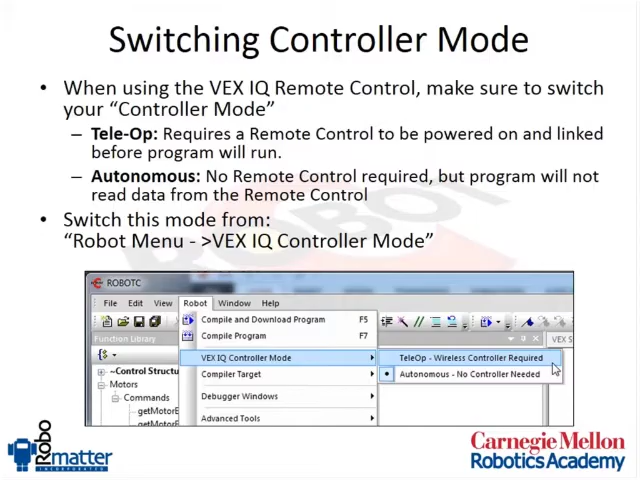 Switching Controller Mode
• When using the VEX IQ Remote Control, make sure to switch
your “Controller Mode”
– Tele-Op: Requires a Remote Control to be powered on and linked
before program will run.
– Autonomous: No Remote Control required, but program will not
read data from the Remote Control
• Switch this mode from:
“Robot Menu - >VEX IQ Controller Mode”
ROBOTC
File Edit View Robot Window Help
Compile and Download Program F5
Compile Program F7
VEX IQ Controller Mode
TeleOp - Wireless Controller Required
Autonomous - No Controller Needed
Compiler Target
Debugger Windows
Advanced Tools
Function Library
VEX S
~Control Structu
Motors
Commands
getMotorE
Robo
matter
INCORPORATED
Carnegie Mellon
Robotics Academy